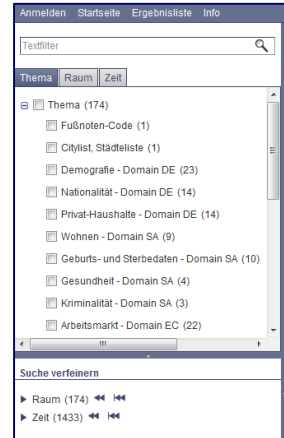 Anmelden Startseite Ergebnisliste Info
Textfilter
Thema Raum Zeit
Thema (174)
Fußnoten-Code (1)
Citylist, Städteliste (1)
Demografie - Domain DE (23)
Nationalität - Domain DE (14)
Privat-Haushalte - Domain DE (14)
Wohnen - Domain SA (9)
Geburts- und Sterbedaten - Domain SA (10)
Gesundheit - Domain SA (4)
Kriminalität - Domain SA (3)
Arbeitsmarkt - Domain EC (22)
Suche verfeinern
Raum (174)
Zeit (1433)